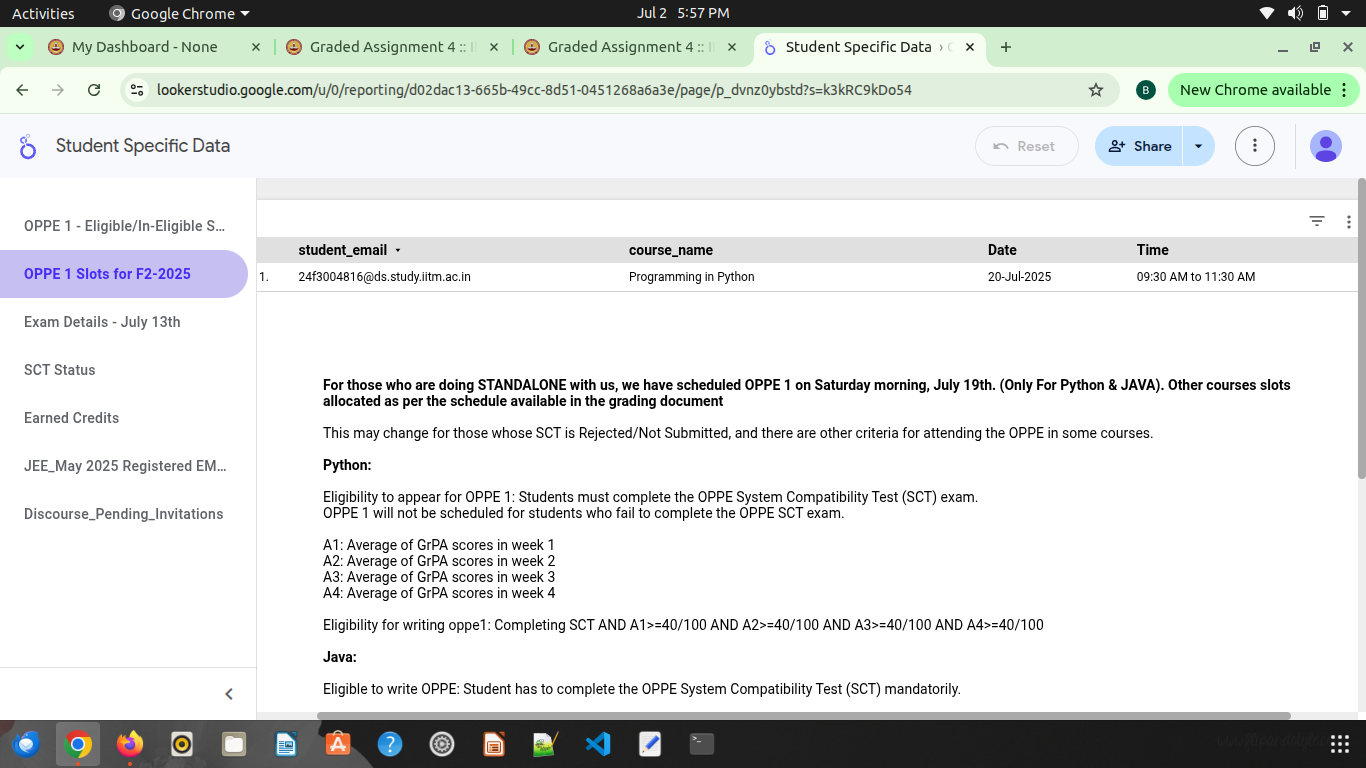 Activities
Google Chrome
Jul 2 5:57 PM
My Dashboard - None
Graded Assignment 4 ::
Graded Assignment 4 ::
Student Specific Data ›
lookerstudio.google.com/u/0/reporting/d02dac13-665b-49cc-8d51-0451268a6a3e/page/p_dvnz0ybstd?s=k3kRC9kDo54
B
New Chrome available
Student Specific Data
Reset
Share
OPPE 1 - Eligible/In-Eligible S...
OPPE 1 Slots for F2-2025
Exam Details - July 13th
SCT Status
Earned Credits
JEE_May 2025 Registered EM...
Discourse_Pending_Invitations
student_email course_name Date Time
1. 24f3004816@ds.study.iitm.ac.in Programming in Python 20-Jul-2025 09:30 AM to 11:30 AM
For those who are doing STANDALONE with us, we have scheduled OPPE 1 on Saturday morning, July 19th. (Only For Python & JAVA). Other courses slots
allocated as per the schedule available in the grading document
This may change for those whose SCT is Rejected/Not Submitted, and there are other criteria for attending the OPPE in some courses.
Python:
Eligibility to appear for OPPE 1: Students must complete the OPPE System Compatibility Test (SCT) exam.
OPPE 1 will not be scheduled for students who fail to complete the OPPE SCT exam.
A1: Average of GrPA scores in week 1
A2: Average of GrPA scores in week 2
A3: Average of GrPA scores in week 3
A4: Average of GrPA scores in week 4
Eligibility for writing oppe1: Completing SCT AND A1>=40/100 AND A2>=40/100 AND A3>=40/100 AND A4>=40/100
Java:
Eligible to write OPPE: Student has to complete the OPPE System Compatibility Test (SCT) mandatorily.